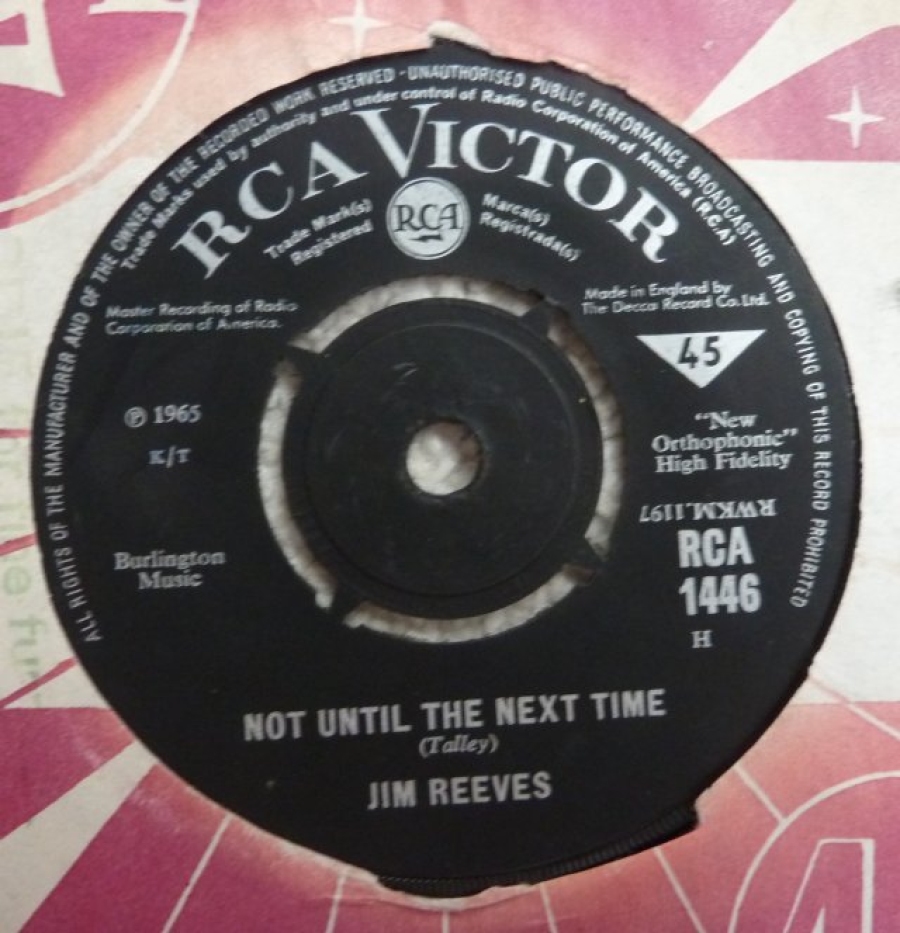 ALL RIGHTS OF THE MANUFACTURER AND OF THE OWNER OF THE RECORDED WORK RESERVED - UNAUTHORISED PUBLIC PERFORMANCE, BROADCASTING AND COPYING OF THIS RECORD PROHIBITED
Trade Marks used by authority and under control of Radio Corporation of America (R.C.A)
RCA VICTOR
Trade Mark(s)
Registered
RCA
Marca(s)
Registrada(s)
Master Recording of Radio
Corporation of America.
Made in England by
The Decca Record Co. Ltd.
45
℗ 1965
K/T
"New
Orthophonic"
High Fidelity
RWKM.1197
RCA
1446
H
Burlington
Music
NOT UNTIL THE NEXT TIME
(Talley)
JIM REEVES